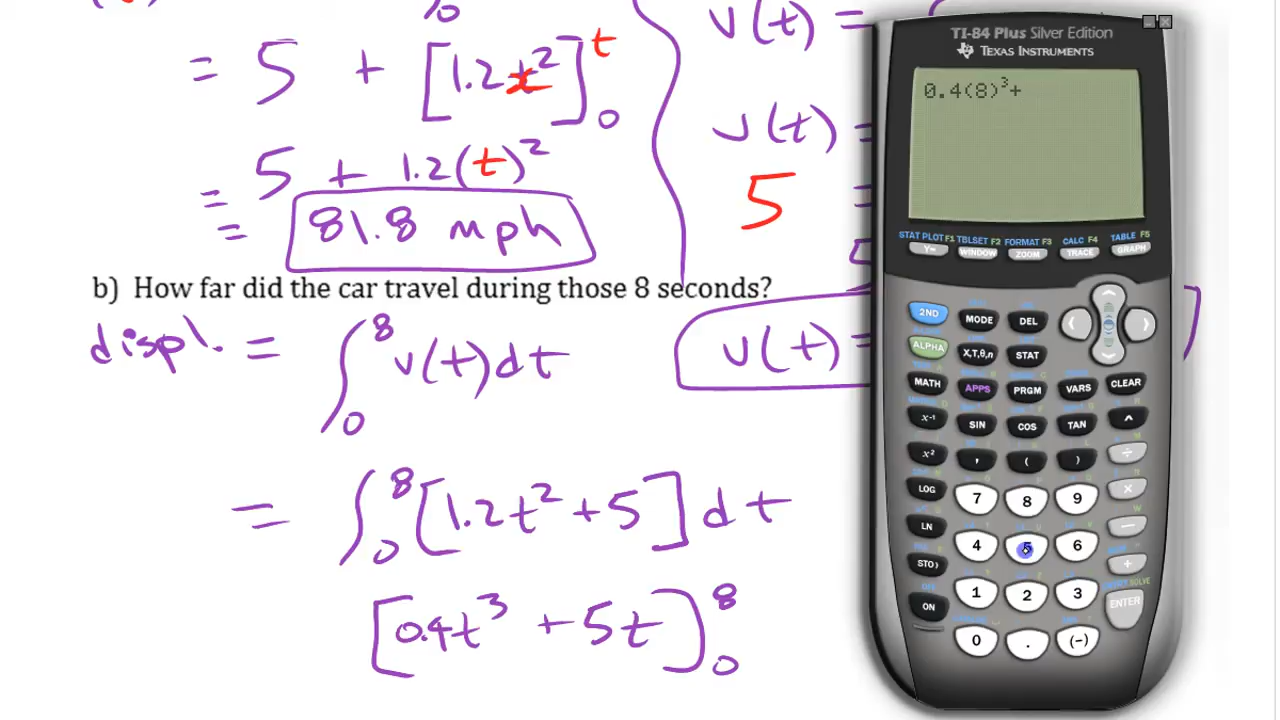 = 5 + [1.2t²]
t
0
v(t) =
= 5 + 1.2(t)²
v(t) =
5 =
= 81.8 mph
b) How far did the car travel during those 8 seconds?
displ. = ∫₀⁸ v(t)dt
v(t) =
= ∫₀⁸ [1.2t² + 5] dt
[0.4t³ + 5t]₀⁸
TI-84 Plus Silver Edition
TEXAS INSTRUMENTS
0.4(8)³+
STAT PLOT F1 TBLSET F2 FORMAT F3 CALC F4 TABLE F5
Y= WINDOW ZOOM TRACE GRAPH
2ND MODE DEL
ALPHA X,T,θ,n STAT
MATH APPS PRGM VARS CLEAR
x⁻¹ SIN COS TAN ^
x² , ( ) ÷
LOG 7 8 9 ×
LN 4 5 6 −
STO) 1 2 3 +
ON 0 . (-) ENTER